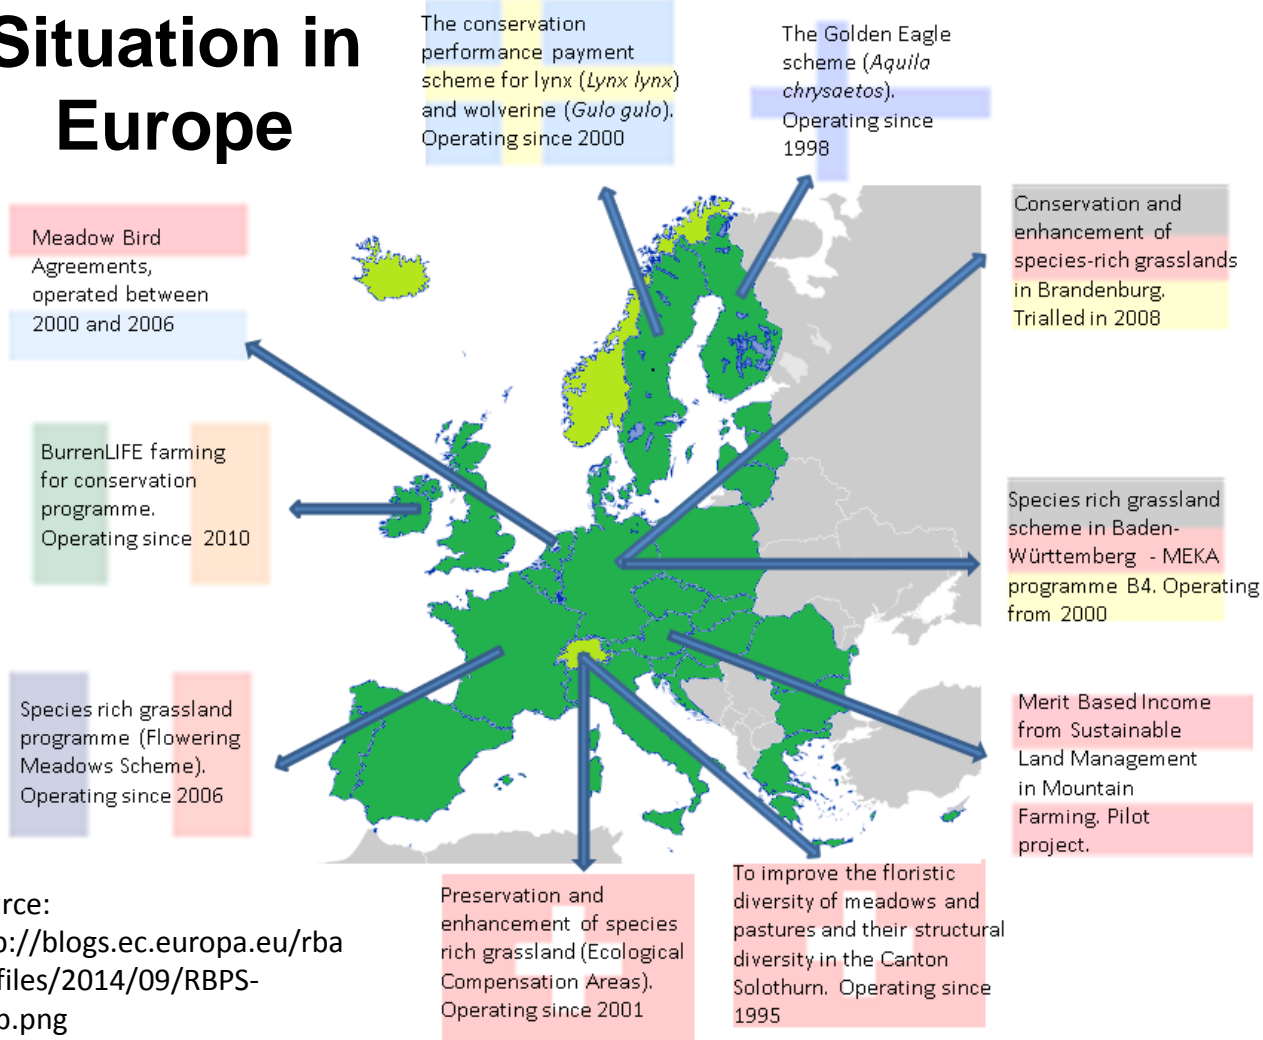 Situation in
Europe
The conservation
performance payment
scheme for lynx (Lynx lynx)
and wolverine (Gulo gulo).
Operating since 2000
The Golden Eagle
scheme (Aquila
chrysaetos).
Operating since
1998
Meadow Bird
Agreements,
operated between
2000 and 2006
Conservation and
enhancement of
species-rich grasslands
in Brandenburg.
Trialled in 2008
BurrenLIFE farming
for conservation
programme.
Operating since 2010
Species rich grassland
scheme in Baden-
Württemberg - MEKA
programme B4. Operating
from 2000
Species rich grassland
programme (Flowering
Meadows Scheme).
Operating since 2006
Merit Based Income
from Sustainable
Land Management
in Mountain
Farming. Pilot
project.
Preservation and
enhancement of species
rich grassland (Ecological
Compensation Areas).
Operating since 2001
To improve the floristic
diversity of meadows and
pastures and their structural
diversity in the Canton
Solothurn. Operating since
1995
rce:
p://blogs.ec.europa.eu/rba
files/2014/09/RBPS-
p.png